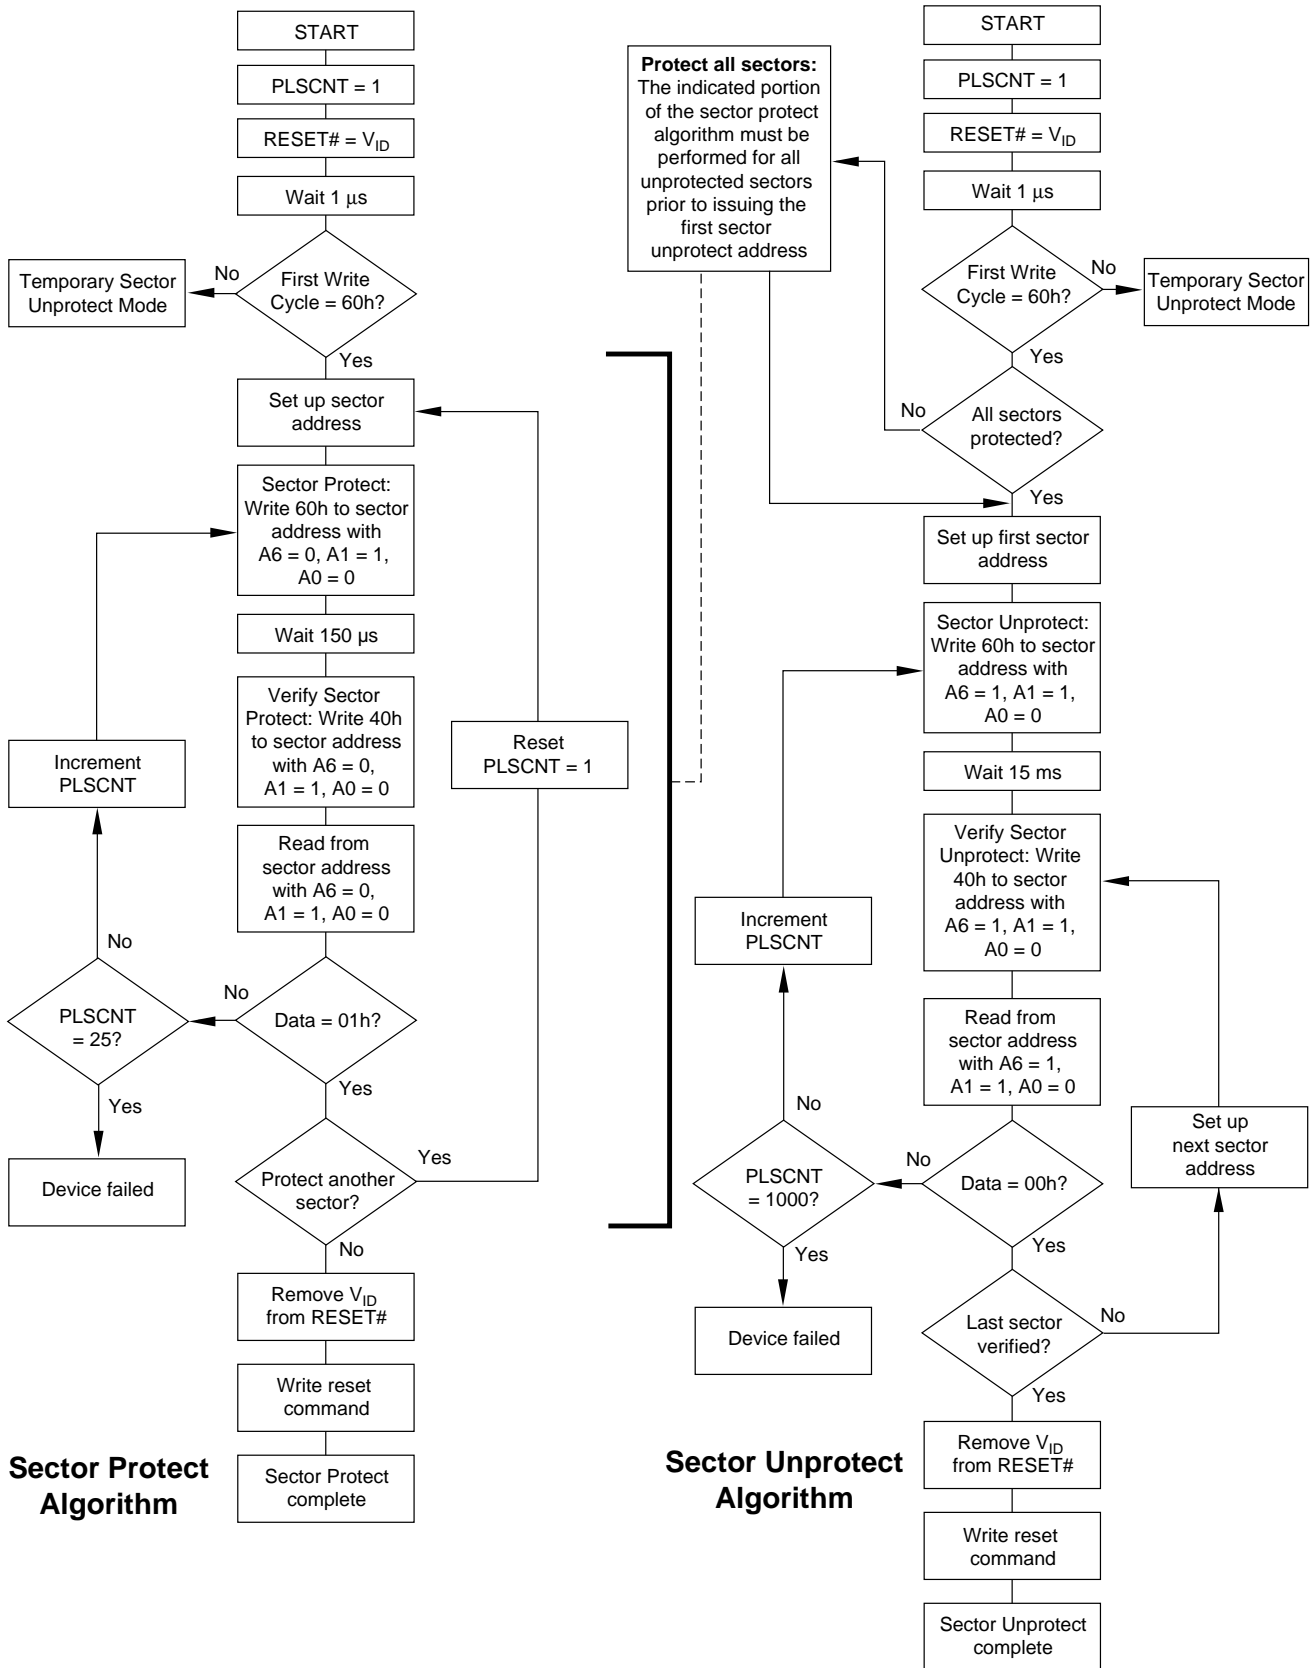 START
PLSCNT = 1
RESET# = VID
Wait 1 μs
First Write
Cycle = 60h?
No
Temporary Sector
Unprotect Mode
Yes
Set up sector
address
Sector Protect:
Write 60h to sector
address with
A6 = 0, A1 = 1,
A0 = 0
Wait 150 µs
Verify Sector
Protect: Write 40h
to sector address
with A6 = 0,
A1 = 1, A0 = 0
Reset
PLSCNT = 1
Increment
PLSCNT
Read from
sector address
with A6 = 0,
A1 = 1, A0 = 0
No
No
PLSCNT
= 25?
Data = 01h?
Yes
Yes
Device failed
Protect another
sector?
Yes
No
Remove VID
from RESET#
Write reset
command
Sector Protect
complete
Sector Protect
Algorithm
Protect all sectors:
The indicated portion
of the sector protect
algorithm must be
performed for all
unprotected sectors
prior to issuing the
first sector
unprotect address
START
PLSCNT = 1
RESET# = VID
Wait 1 μs
First Write
Cycle = 60h?
No
Temporary Sector
Unprotect Mode
Yes
No
All sectors
protected?
Yes
Set up first sector
address
Sector Unprotect:
Write 60h to sector
address with
A6 = 1, A1 = 1,
A0 = 0
Wait 15 ms
Verify Sector
Unprotect: Write
40h to sector
address with
A6 = 1, A1 = 1,
A0 = 0
Increment
PLSCNT
Read from
sector address
with A6 = 1,
A1 = 1, A0 = 0
No
Set up
next sector
address
No
PLSCNT
= 1000?
Data = 00h?
Yes
Yes
Device failed
Last sector
verified?
No
Yes
Remove VID
from RESET#
Write reset
command
Sector Unprotect
complete
Sector Unprotect
Algorithm